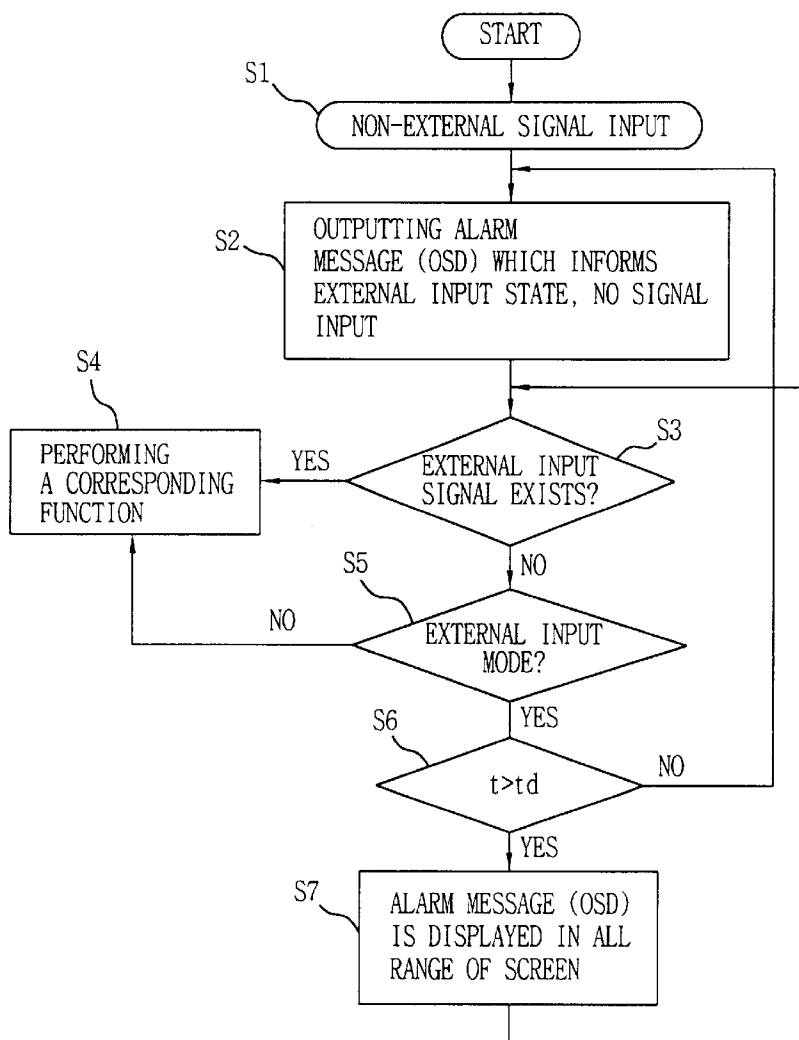 START
S1
NON-EXTERNAL SIGNAL INPUT
S2
OUTPUTTING ALARM
MESSAGE (OSD) WHICH INFORMS
EXTERNAL INPUT STATE, NO SIGNAL
INPUT
S4
PERFORMING
A CORRESPONDING
FUNCTION
YES
S3
EXTERNAL INPUT
SIGNAL EXISTS?
NO
S5
NO
EXTERNAL INPUT
MODE?
YES
S6
t>td
NO
YES
S7
ALARM MESSAGE (OSD)
IS DISPLAYED IN ALL
RANGE OF SCREEN